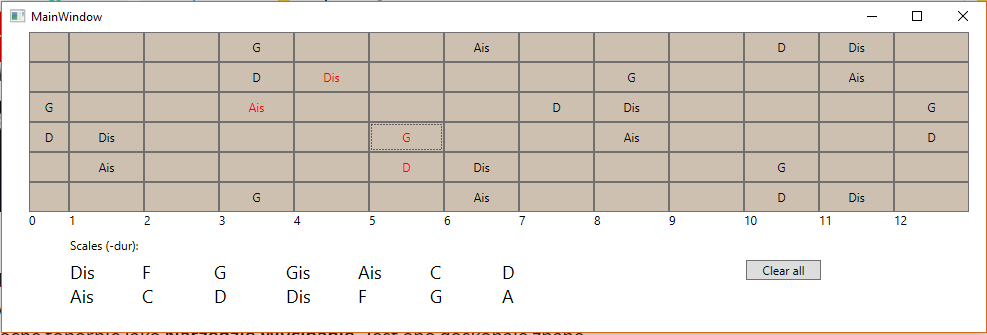 MainWindow
G Ais D Dis
D Dis G Ais
G Ais D Dis G
D Dis G Ais D
Ais D Dis G
G Ais D Dis
0 1 2 3 4 5 6 7 8 9 10 11 12
Scales (-dur):
Dis F G Gis Ais C D
Clear all
Ais C D Dis F G A